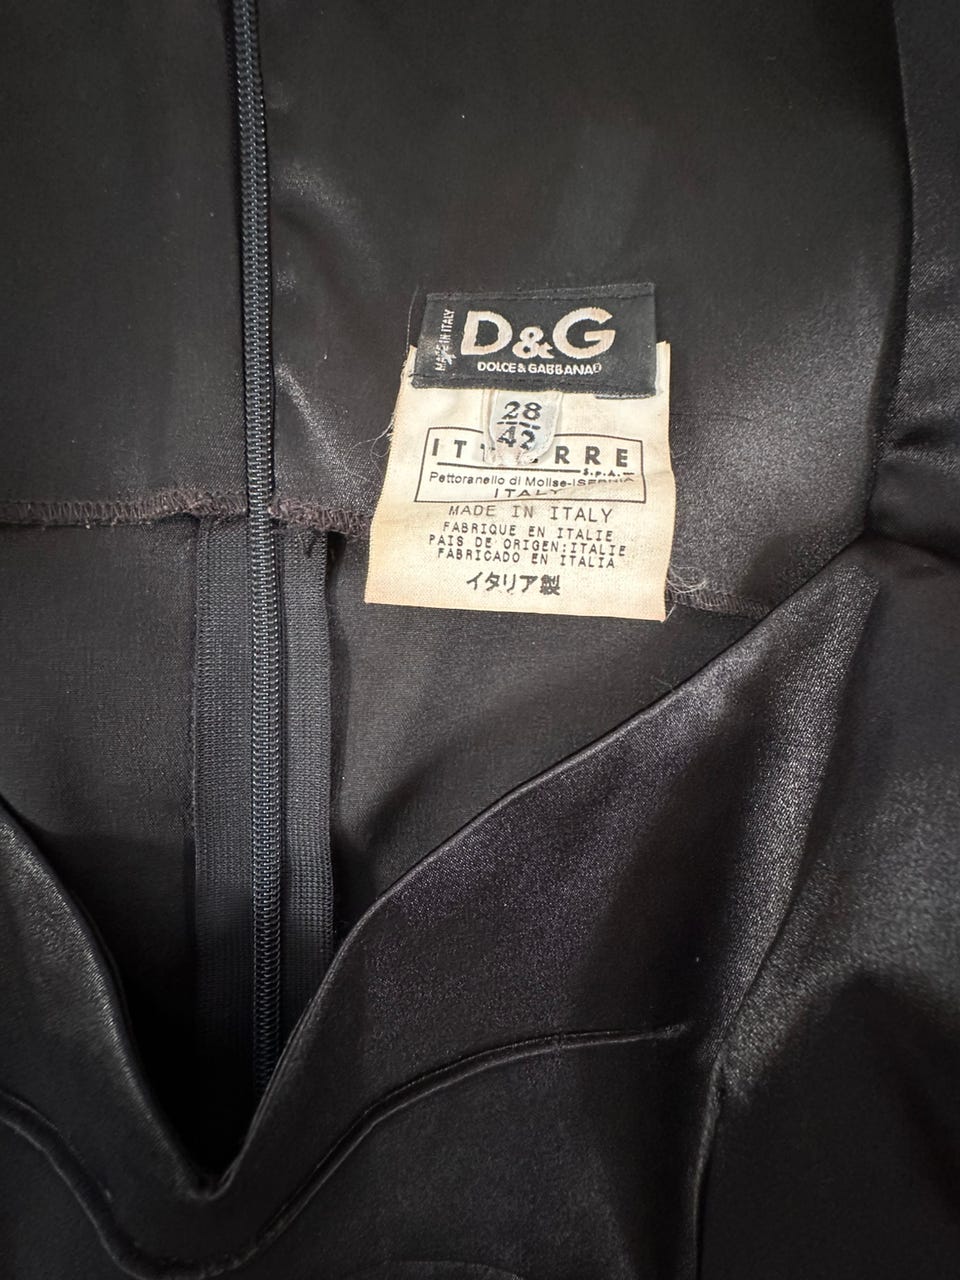 MADE IN ITALY
D&G
DOLCE & GABBANA®
28
42
ITTIERRE
S.p.A.
Pettoranello di Molise-ISERNIA
ITALY
MADE IN ITALY
FABRIQUE EN ITALIE
PAIS DE ORIGEN:ITALIE
FABRICADO EN ITALIA
イタリア製